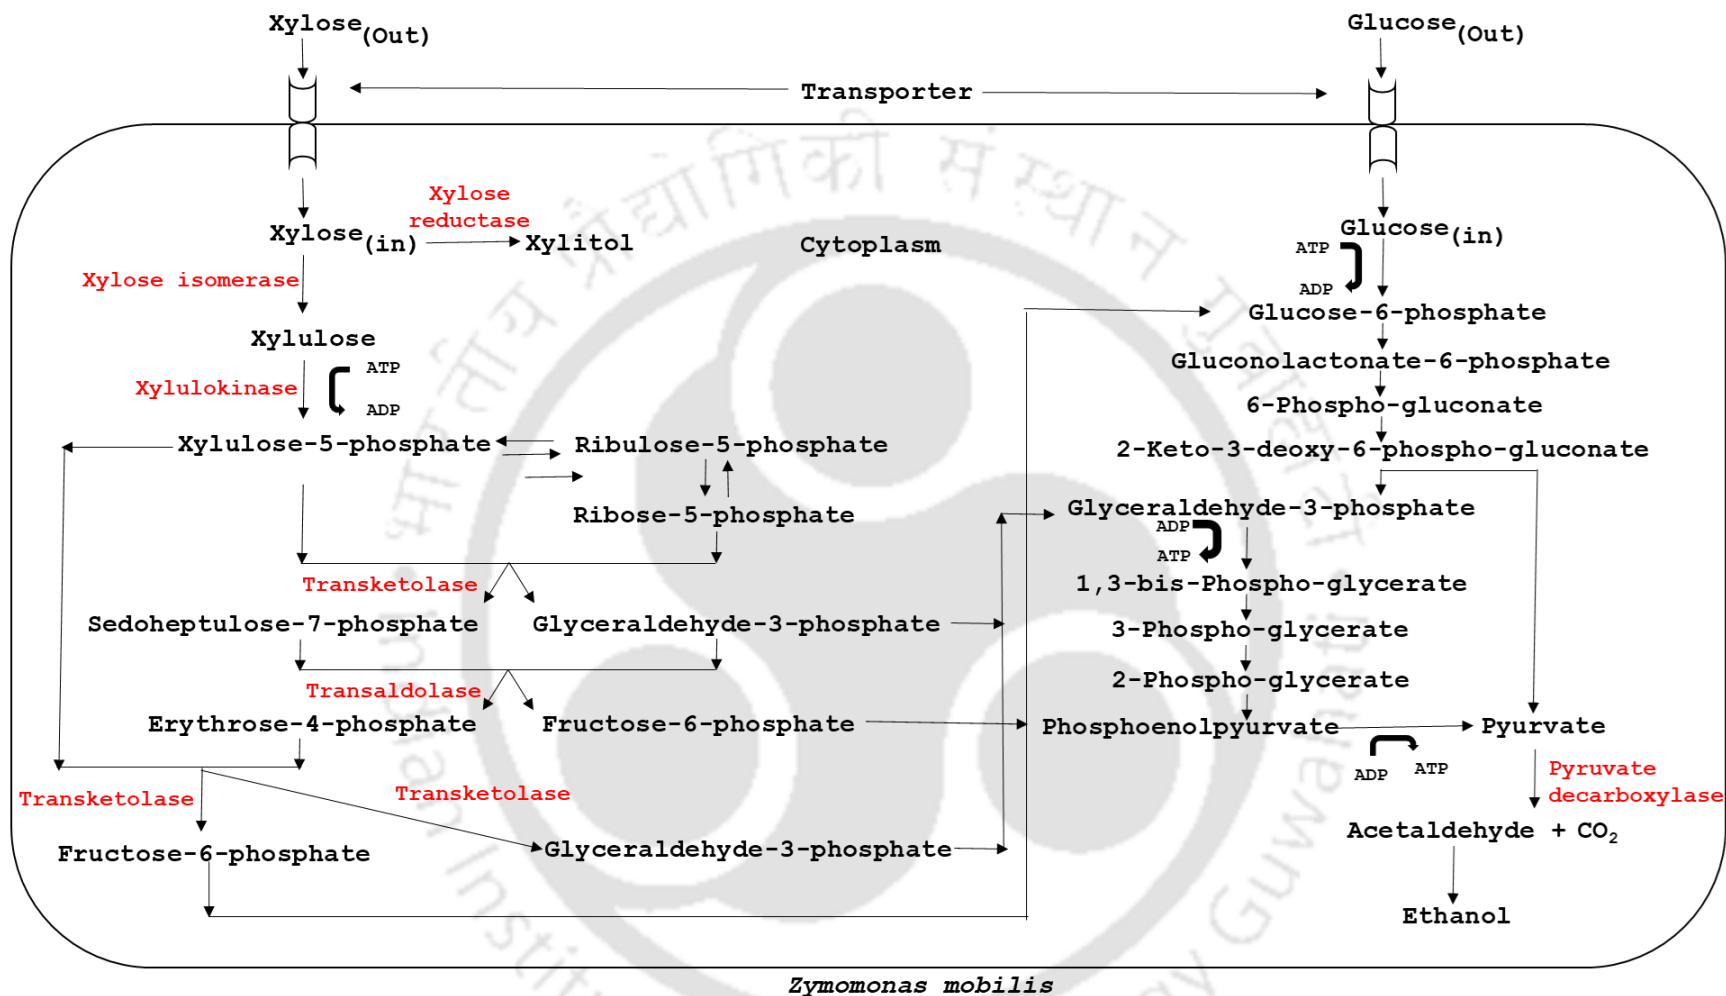 Xylose(Out)
Glucose(Out)
Transporter
Xylose
reductase
Xylose(in)
Xylitol
Cytoplasm
Glucose(in)
ATP
ADP
Xylose isomerase
Glucose-6-phosphate
Xylulose
Gluconolactonate-6-phosphate
Xylulokinase
ATP
ADP
6-Phospho-gluconate
Xylulose-5-phosphate
Ribulose-5-phosphate
2-Keto-3-deoxy-6-phospho-gluconate
Ribose-5-phosphate
Glyceraldehyde-3-phosphate
ADP
ATP
Transketolase
1,3-bis-Phospho-glycerate
Sedoheptulose-7-phosphate
Glyceraldehyde-3-phosphate
3-Phospho-glycerate
Transaldolase
2-Phospho-glycerate
Erythrose-4-phosphate
Fructose-6-phosphate
Phosphoenolpyurvate
Pyurvate
ADP
ATP
Pyruvate
decarboxylase
Transketolase
Transketolase
Acetaldehyde + CO2
Fructose-6-phosphate
Glyceraldehyde-3-phosphate
Ethanol
Zymomonas mobilis
भारतीय प्रौद्योगिकी संस्थान गुवाहाटी